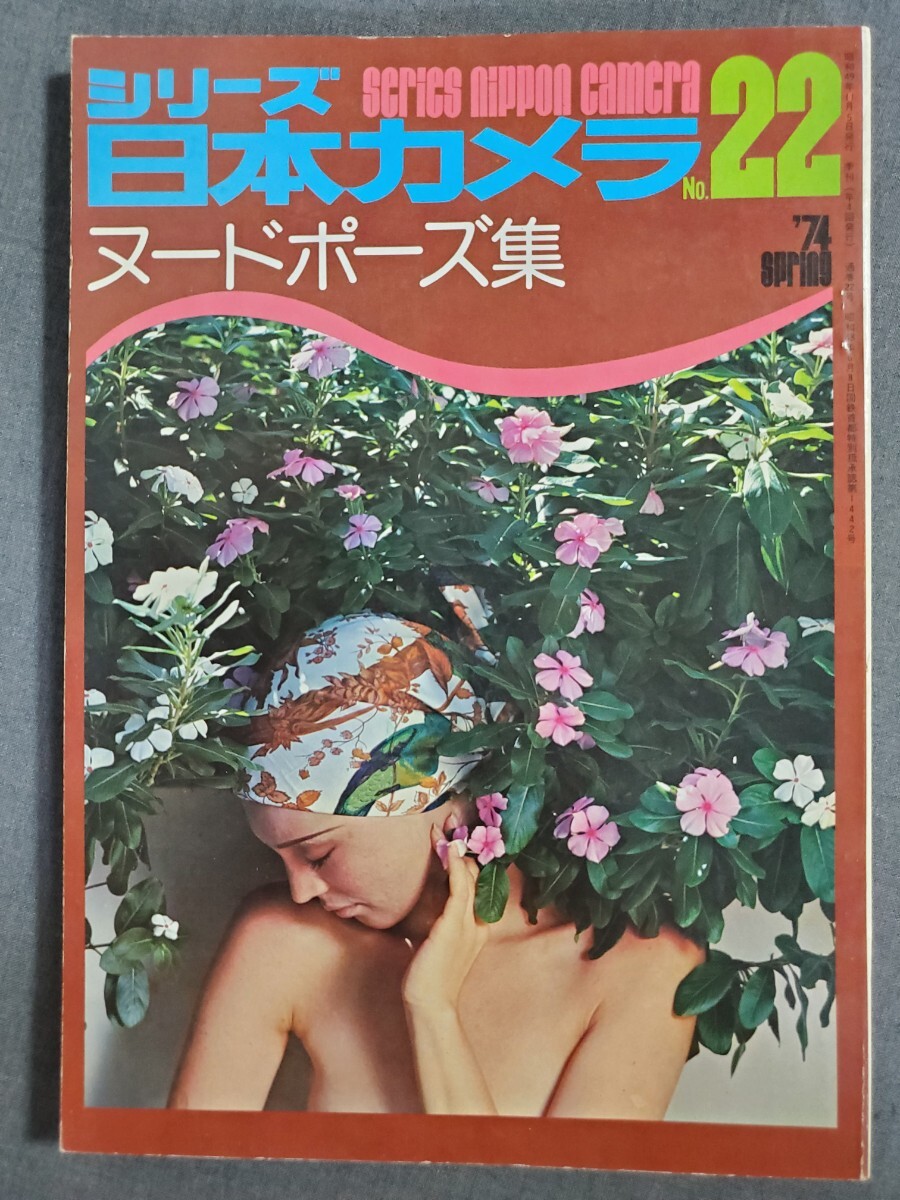 シリーズ
series nippon camera
日本カメラ
No. 22
ヌードポーズ集
'74
spring